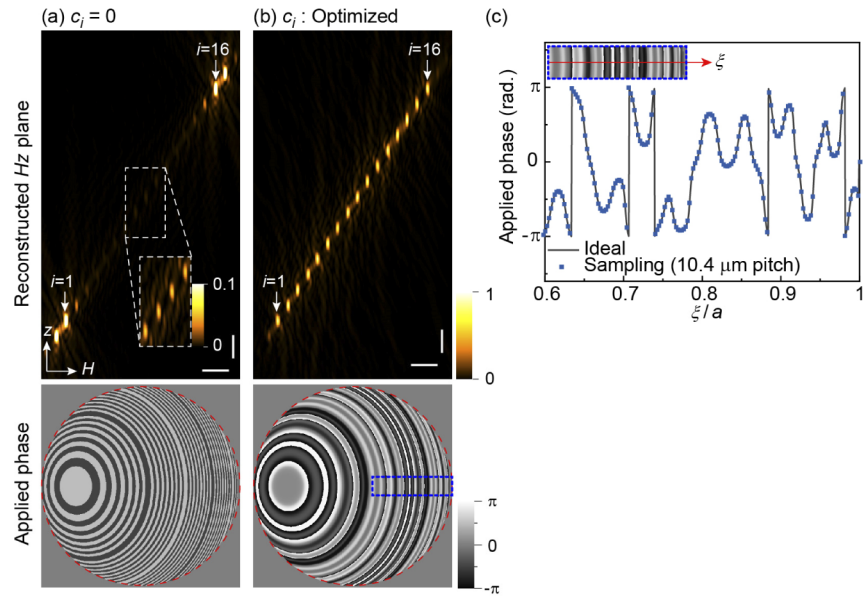 (a) cᵢ = 0
(b) cᵢ : Optimized
(c)
Reconstructed Hz plane
i=16
i=1
z
H
0.1
0
i=16
i=1
1
0
ξ
Applied phase (rad.)
π
0
-π
Ideal
Sampling (10.4 μm pitch)
0.6
0.7
0.8
0.9
1
ξ/a
Applied phase
π
0
-π